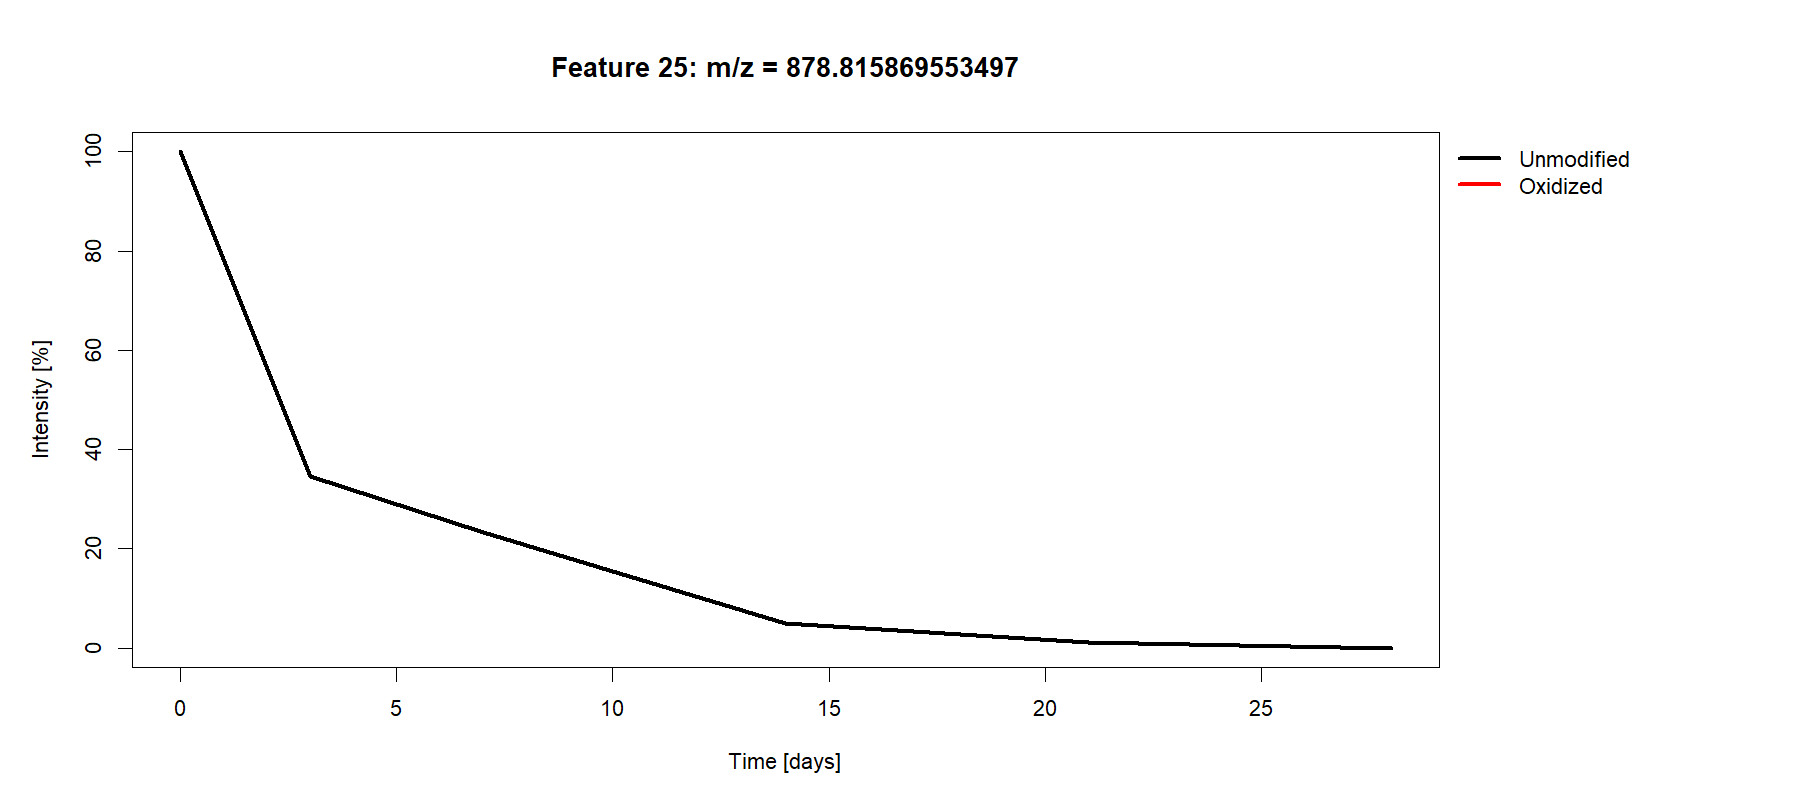 Feature 25: m/z = 878.815869553497
Unmodified
Oxidized
Intensity [%]
100
80
60
40
20
0
0 5 10 15 20 25
Time [days]